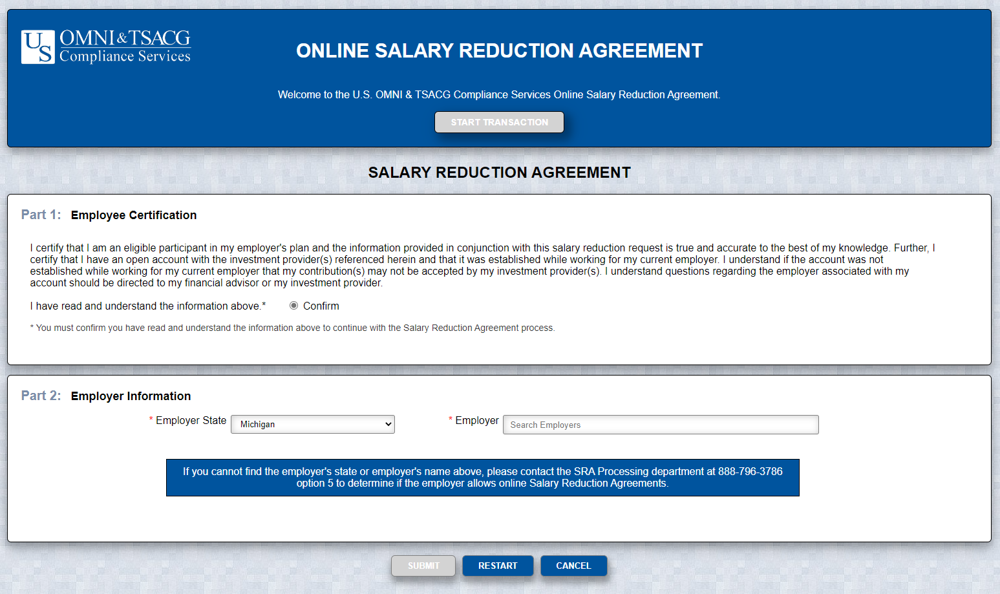 US OMNI & TSACG
Compliance Services
ONLINE SALARY REDUCTION AGREEMENT
Welcome to the U.S. OMNI & TSACG Compliance Services Online Salary Reduction Agreement.
START TRANSACTION
SALARY REDUCTION AGREEMENT
Part 1: Employee Certification
I certify that I am an eligible participant in my employer's plan and the information provided in conjunction with this salary reduction request is true and accurate to the best of my knowledge. Further, I
certify that I have an open account with the investment provider(s) referenced herein and that it was established while working for my current employer. I understand if the account was not
established while working for my current employer that my contribution(s) may not be accepted by my investment provider(s). I understand questions regarding the employer associated with my
account should be directed to my financial advisor or my investment provider.
I have read and understand the information above.* Confirm
* You must confirm you have read and understand the information above to continue with the Salary Reduction Agreement process.
Part 2: Employer Information
* Employer State Michigan * Employer Search Employers
If you cannot find the employer's state or employer's name above, please contact the SRA Processing department at 888-796-3786
option 5 to determine if the employer allows online Salary Reduction Agreements.
SUBMIT RESTART CANCEL